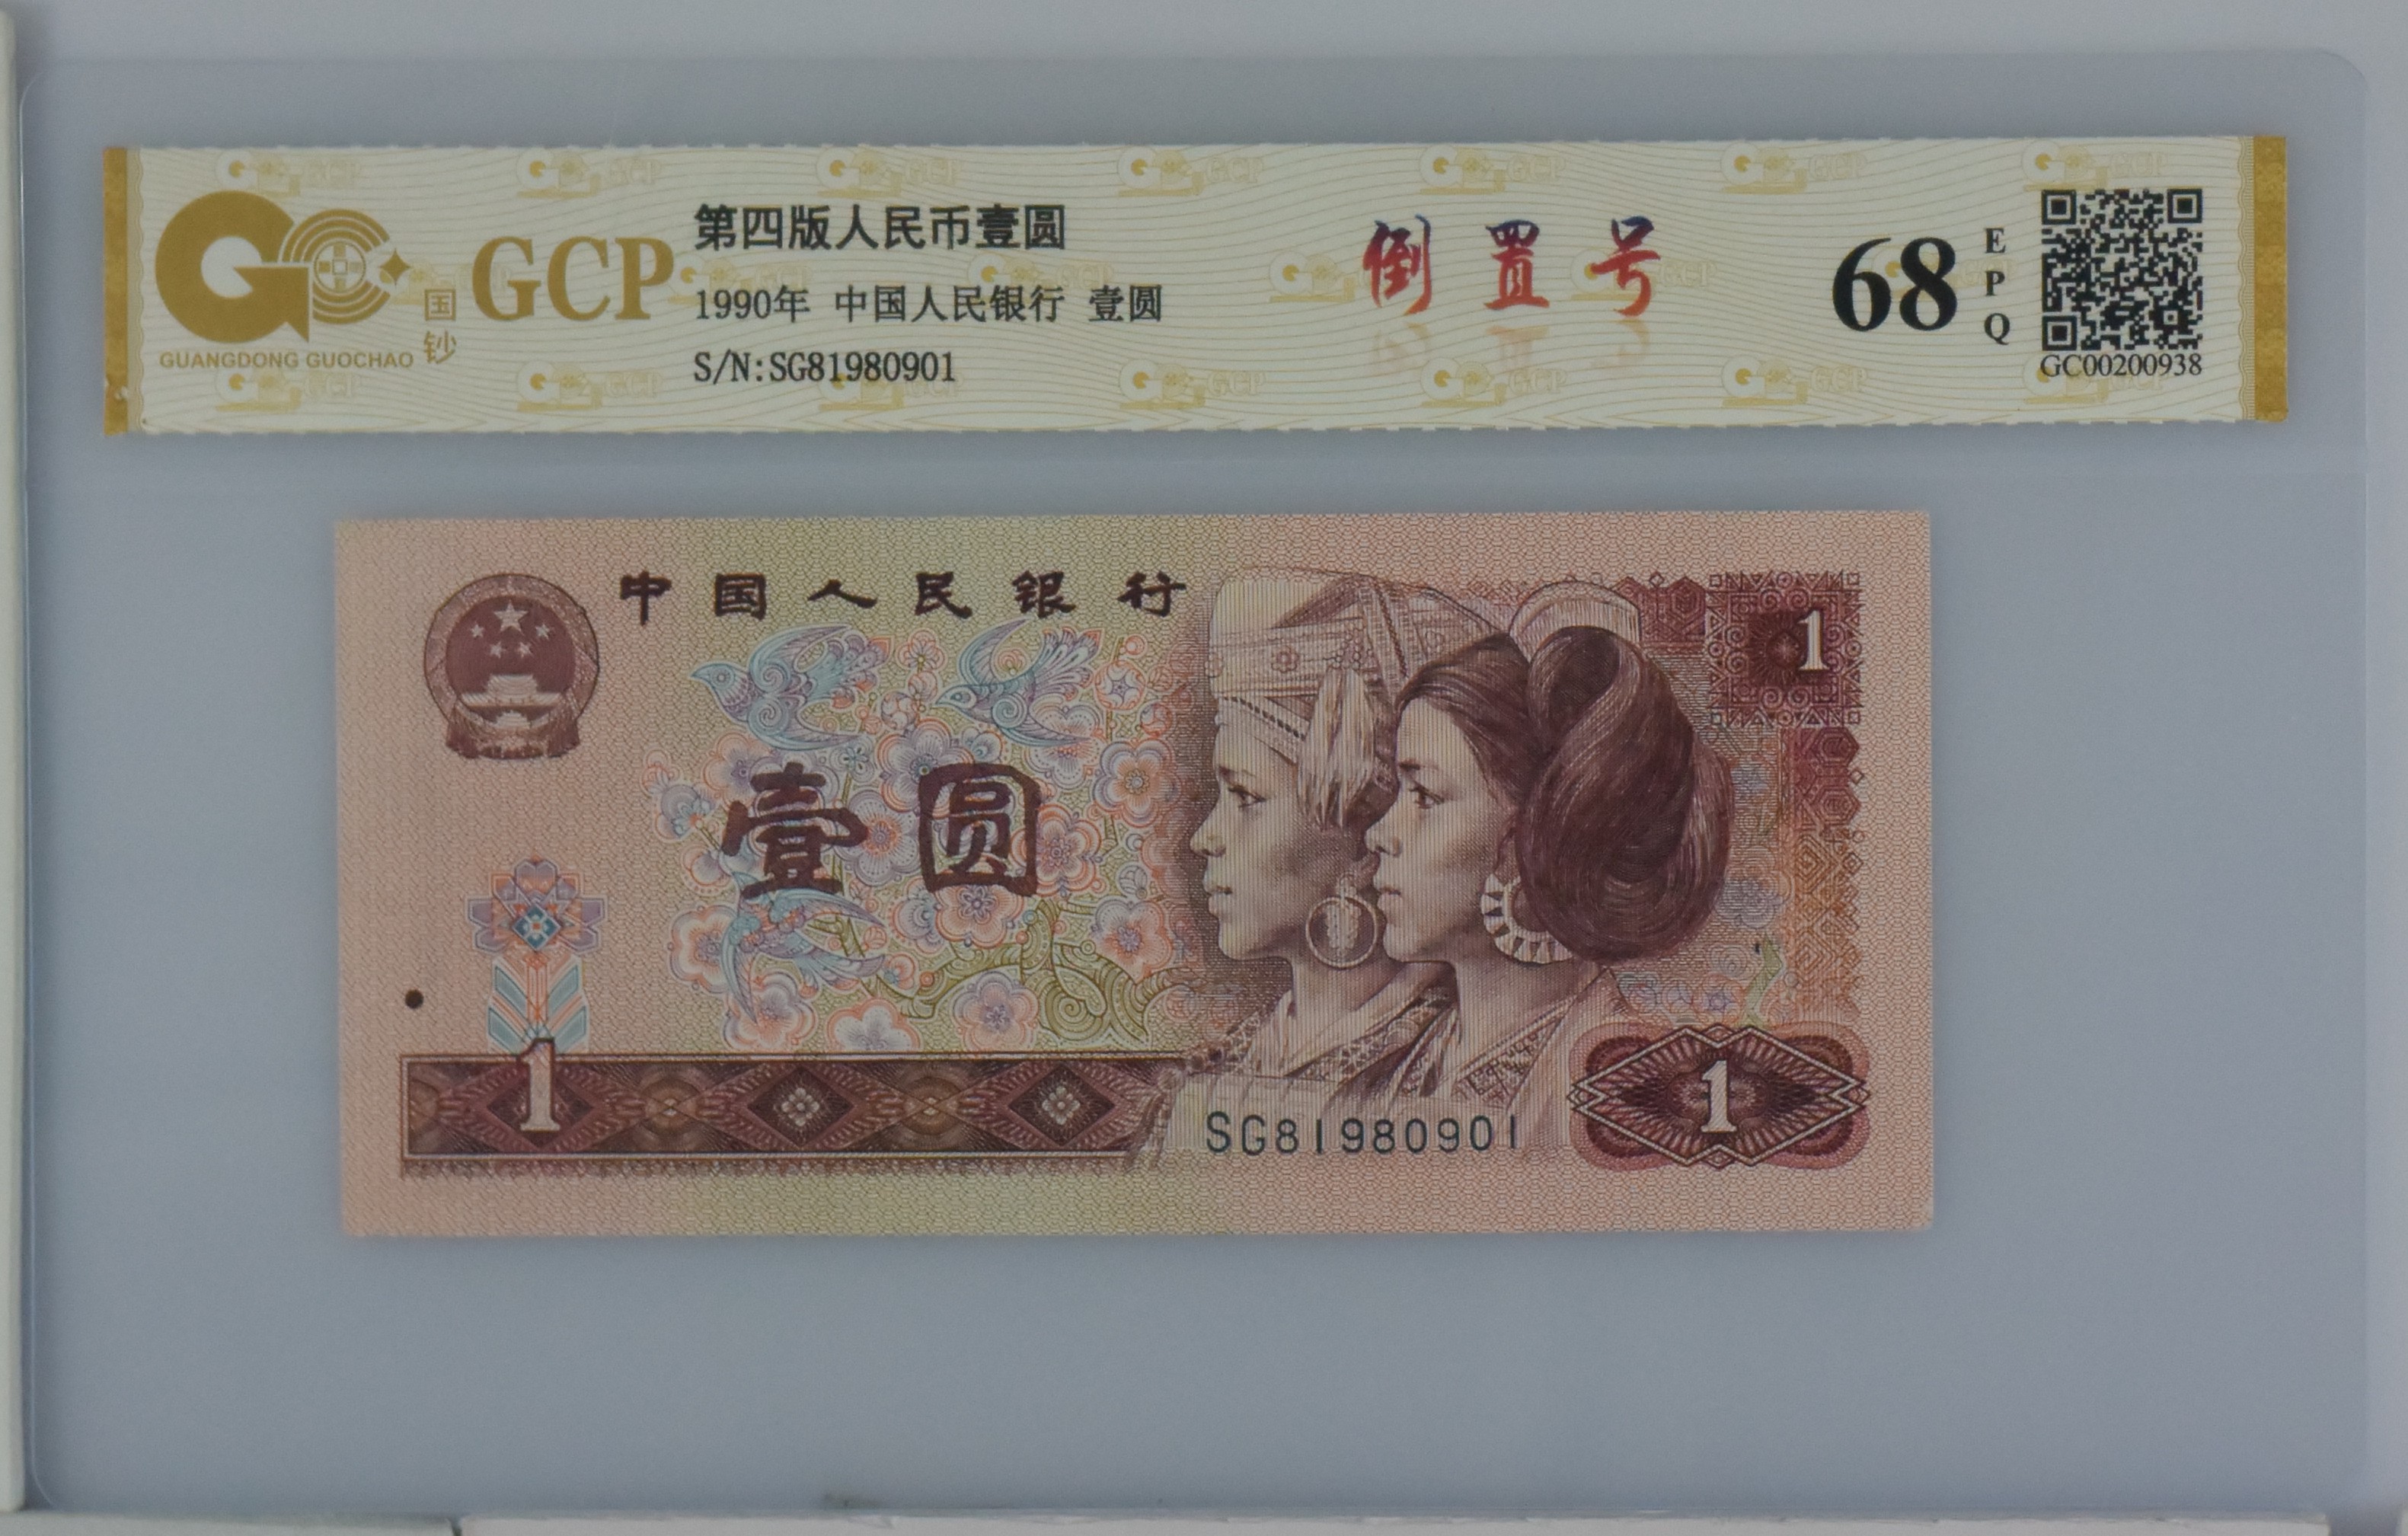 GCP
国钞
GUANGDONG GUOCHAO
第四版人民币壹圆
1990年 中国人民银行 壹圆
S/N:SG81980901
倒置号
68
EPQ
GC00200938
中国人民银行
1
壹圆
1
1
SG81980901